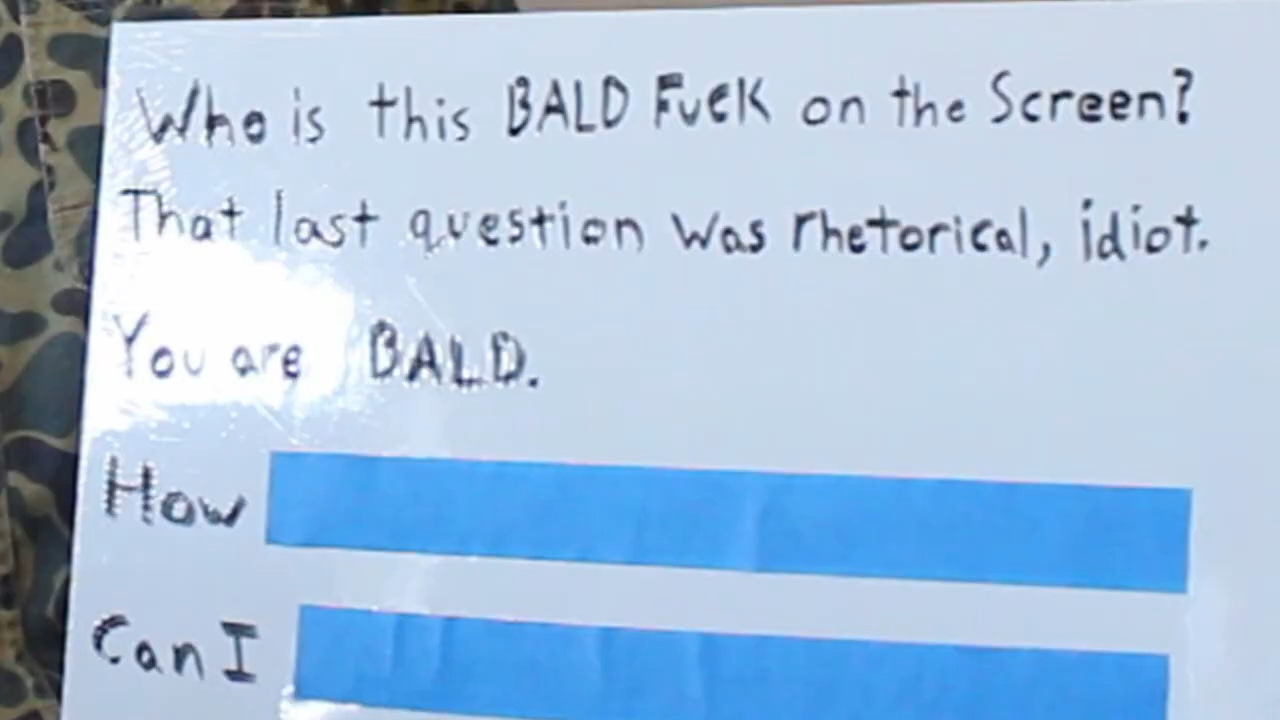 Who is this BALD FucK on the Screen?
That last question was rhetorical, idiot.
You are BALD.
How
Can I